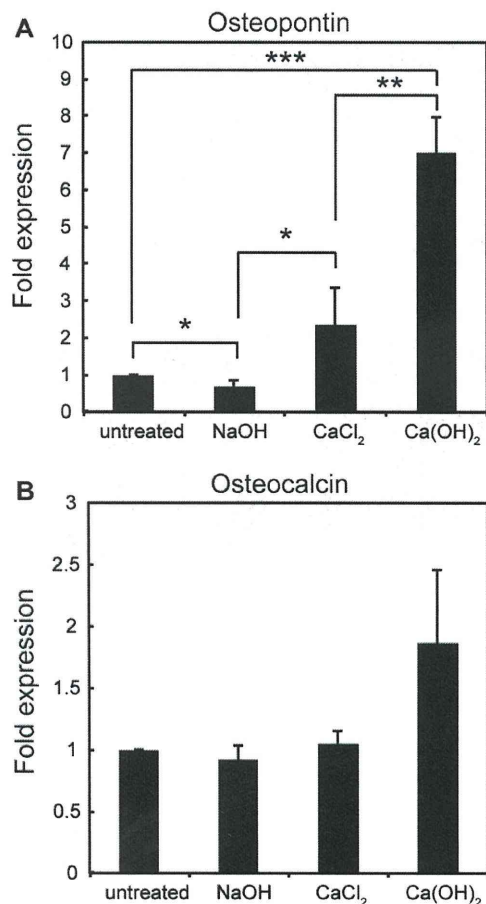 A
Osteopontin
10
9
8
7
6
5
4
3
2
1
0
Fold expression
***
**
*
*
untreated NaOH CaCl₂ Ca(OH)₂
B
Osteocalcin
3
2.5
2
1.5
1
0.5
0
Fold expression
untreated NaOH CaCl₂ Ca(OH)₂